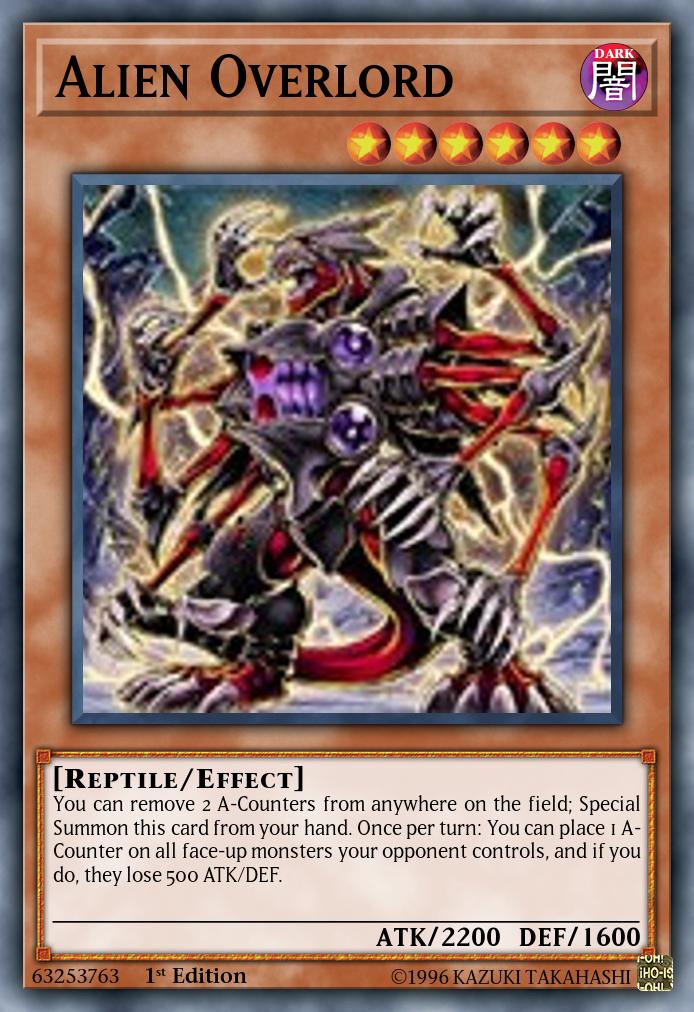 Alien Overlord
DARK
闇
[Reptile/Effect]
You can remove 2 A-Counters from anywhere on the field; Special
Summon this card from your hand. Once per turn: You can place 1 A-
Counter on all face-up monsters your opponent controls, and if you
do, they lose 500 ATK/DEF.
ATK/2200 DEF/1600
63253763 1st Edition ©1996 KAZUKI TAKAHASHI